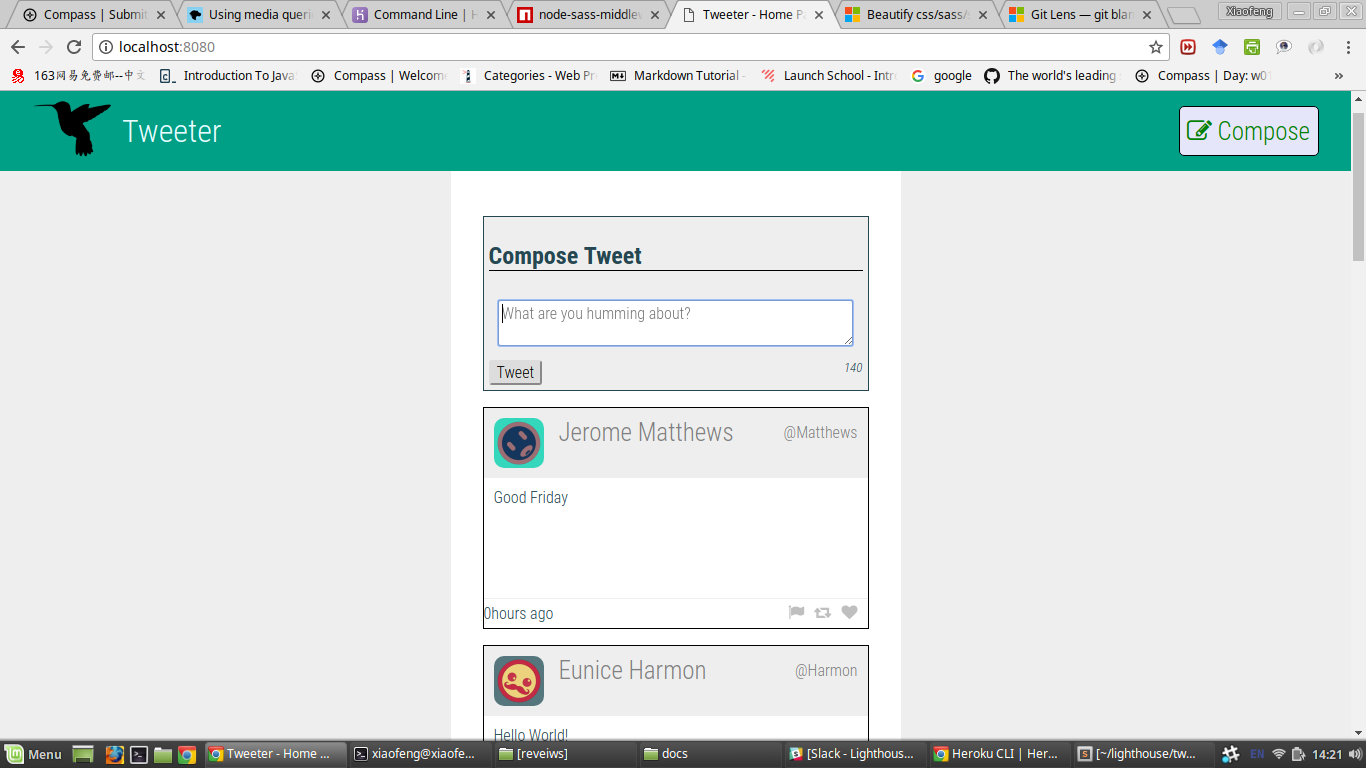 Compass | Submit
Using media queri
Command Line | H
node-sass-middlew
Tweeter - Home Pa
Beautify css/sass/s
Git Lens — git blan
Xiaofeng
localhost:8080
163网易免费邮--中文
Introduction To Java
Compass | Welcome
Categories - Web Pr
Markdown Tutorial -
Launch School - Intro
google
The world's leading s
Compass | Day: w01
»
Tweeter
Compose
Compose Tweet
What are you humming about?
Tweet
140
Jerome Matthews
@Matthews
Good Friday
0hours ago
Eunice Harmon
@Harmon
Hello World!
Menu
Tweeter - Home ...
xiaofeng@xiaofe...
[reveiws]
docs
[Slack - Lighthous...
Heroku CLI | Her...
[~/lighthouse/tw...
EN
14:21